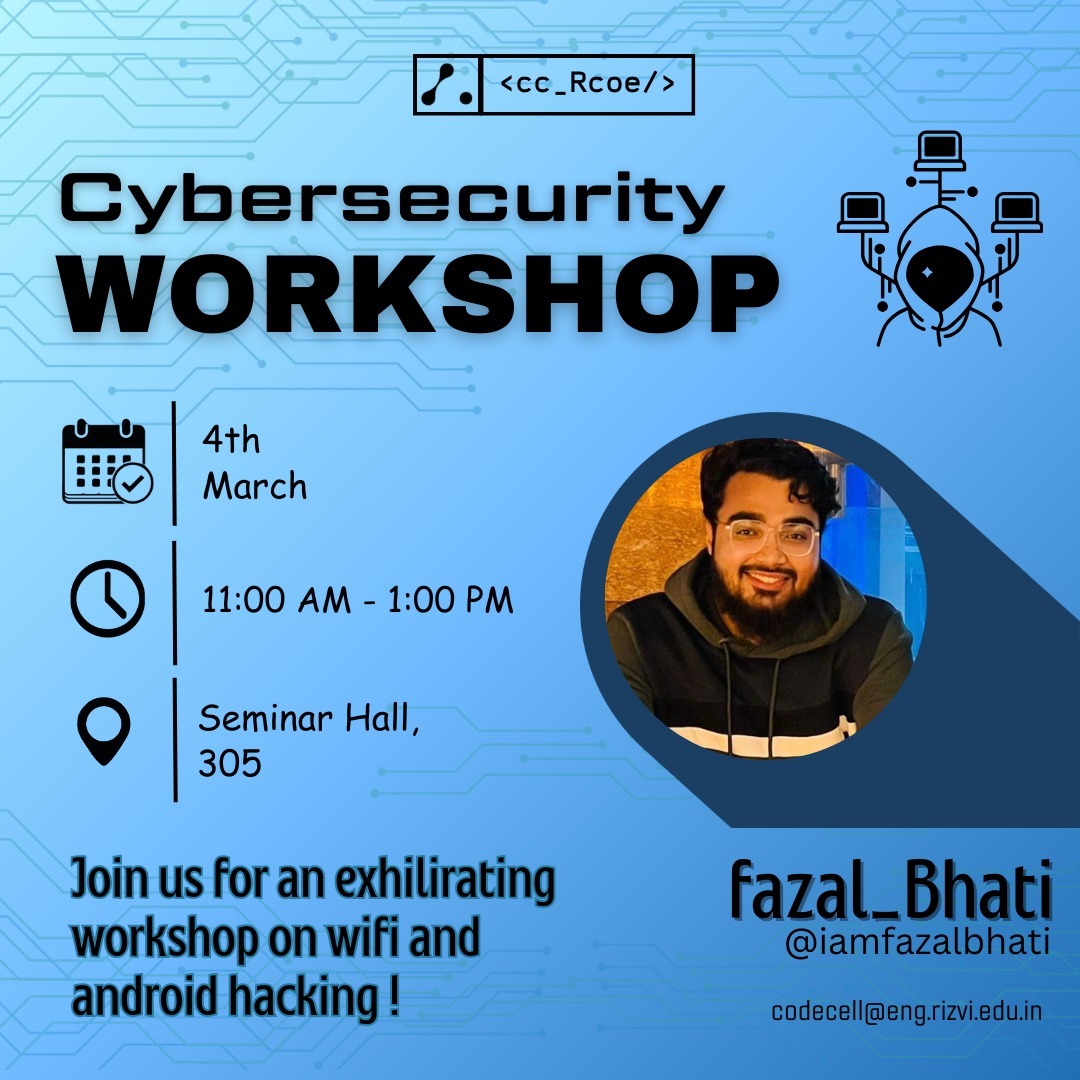 <cc_Rcoe/>
Cybersecurity
WORKSHOP
4th
March
11:00 AM - 1:00 PM
Seminar Hall,
305
Join us for an exhilirating
workshop on wifi and
android hacking !
fazal_Bhati
@iamfazalbhati
codecell@eng.rizvi.edu.in